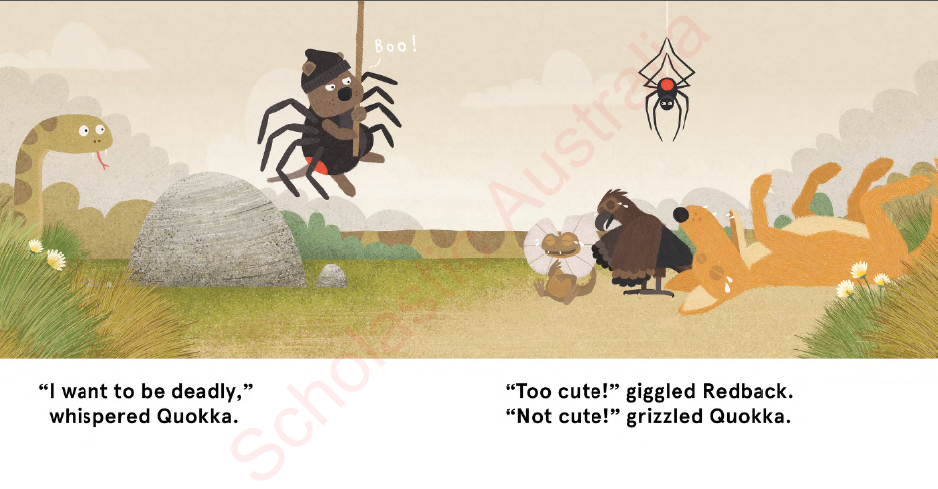 Boo!
“I want to be deadly,”
whispered Quokka.
“Too cute!” giggled Redback.
“Not cute!” grizzled Quokka.
Scholastic Australia